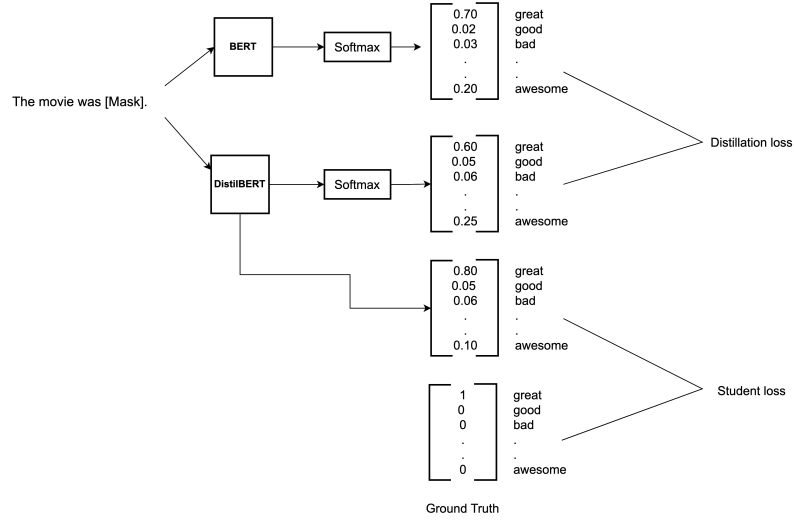 The movie was [Mask].
BERT
Softmax
0.70 great
0.02 good
0.03 bad
. .
. .
0.20 awesome
DistilBERT
Softmax
0.60 great
0.05 good
0.06 bad
. .
. .
0.25 awesome
Distillation loss
0.80 great
0.05 good
0.06 bad
. .
. .
0.10 awesome
1 great
0 good
0 bad
. .
. .
0 awesome
Student loss
Ground Truth